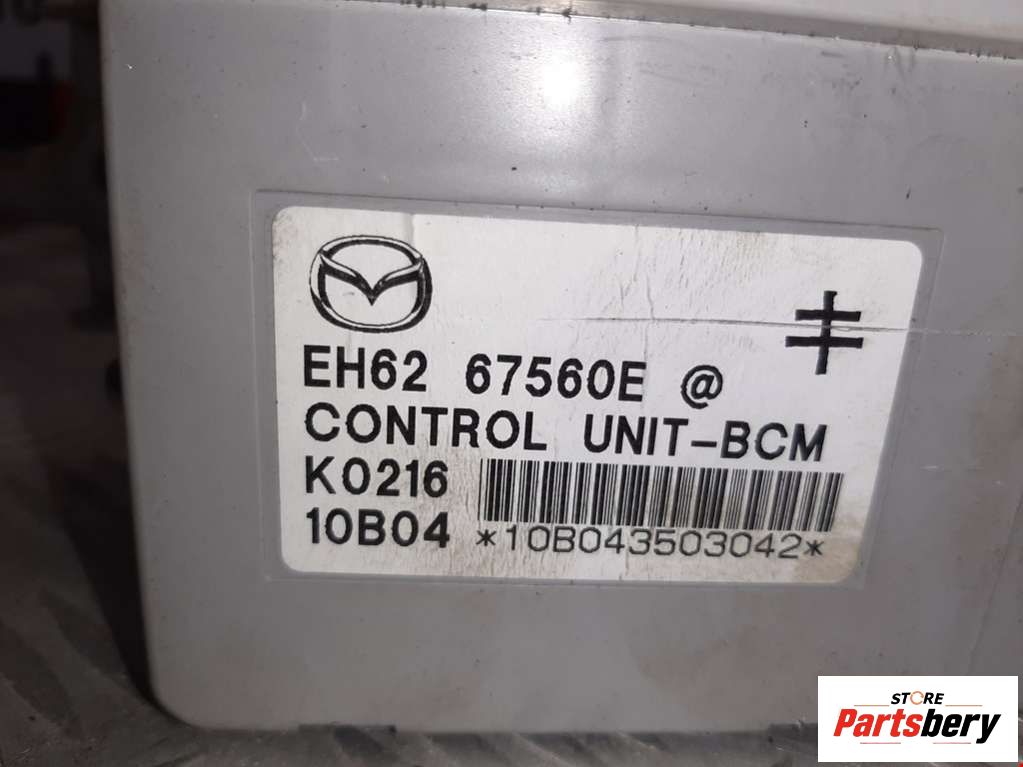 EH62 67560E @
CONTROL UNIT-BCM
K0216
10B04 *10B043503042*
STORE
Partsbery